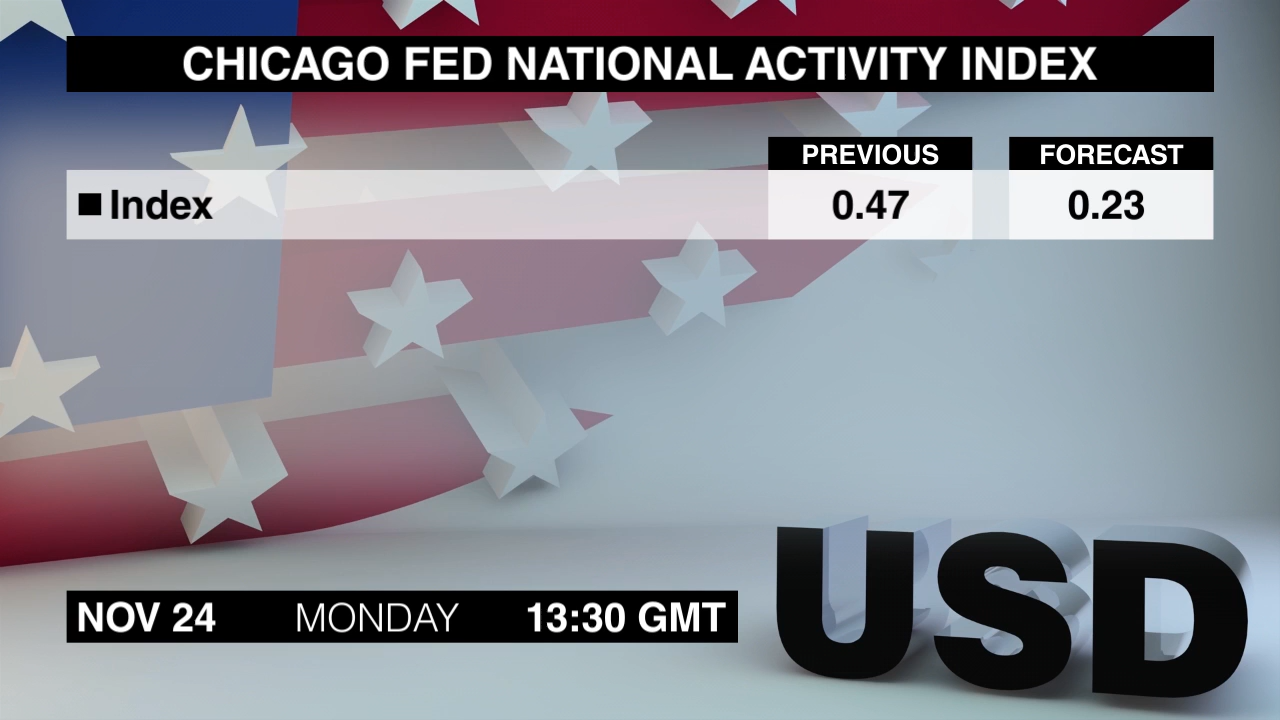 CHICAGO FED NATIONAL ACTIVITY INDEX
PREVIOUS FORECAST
Index 0.47 0.23
NOV 24 MONDAY 13:30 GMT
USD